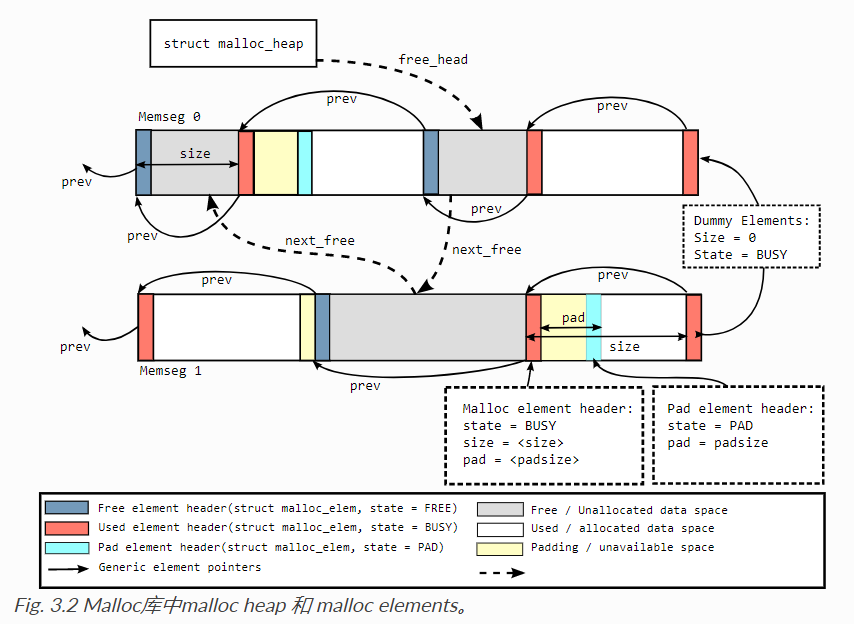 struct malloc_heap
free_head
prev
prev
Memseg 0
size
prev
prev
prev
Dummy Elements:
Size = 0
State = BUSY
next_free
next_free
prev
prev
pad
size
prev
Memseg 1
prev
Malloc element header:
state = BUSY
size = <size>
pad = <padsize>
Pad element header:
state = PAD
pad = padsize
Free element header(struct malloc_elem, state = FREE)
Free / Unallocated data space
Used element header(struct malloc_elem, state = BUSY)
Used / allocated data space
Pad element header(struct malloc_elem, state = PAD)
Padding / unavailable space
Generic element pointers
Fig. 3.2 Malloc库中malloc heap 和 malloc elements。